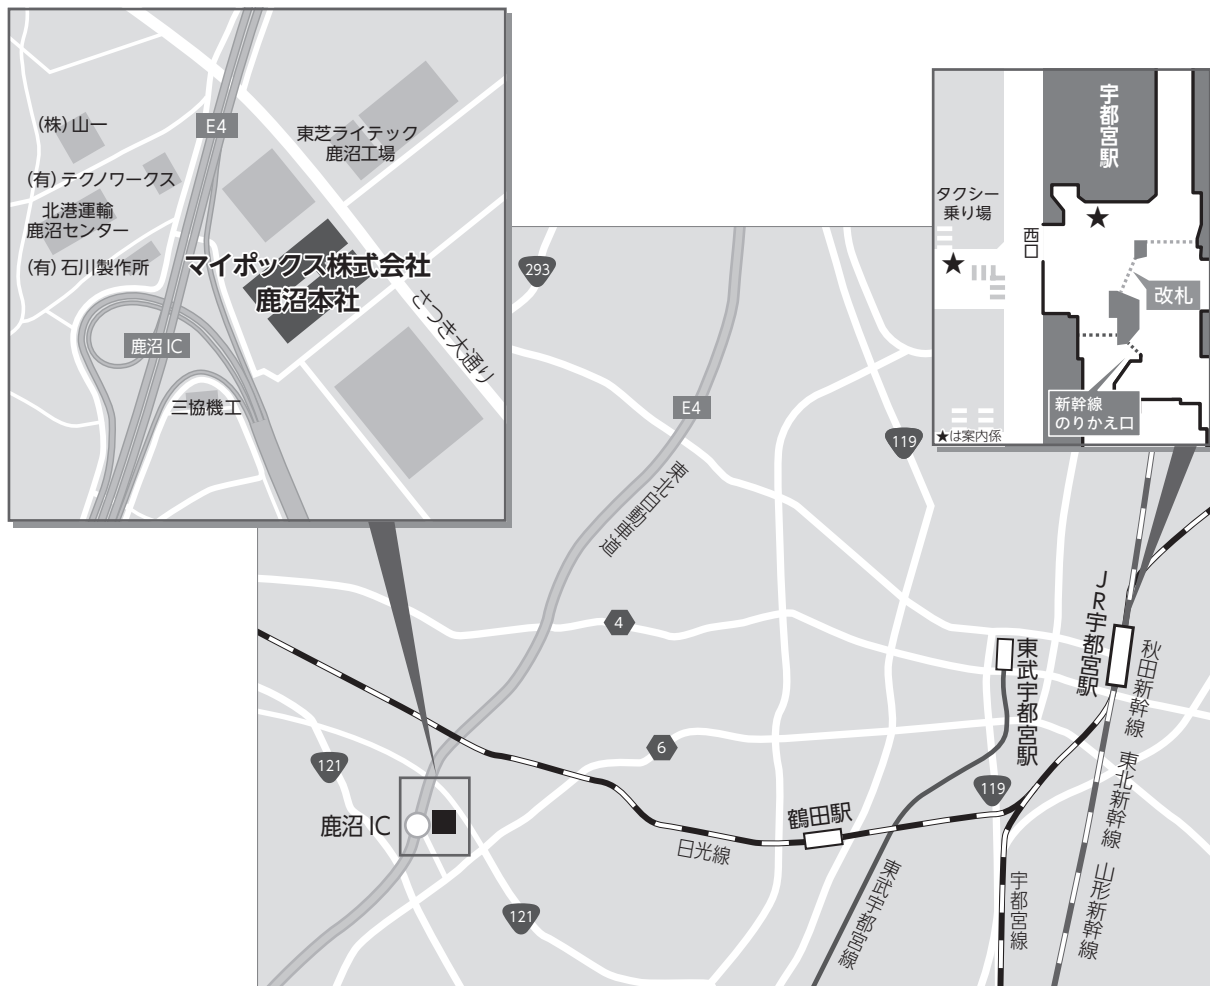 E4
(株)山一
東芝ライテック
鹿沼工場
(有)テクノワークス
北港運輸
鹿沼センター
(有)石川製作所
マイポックス株式会社
鹿沼本社
さつき大通り
鹿沼IC
三協機工
宇都宮駅
タクシー
乗り場
西口
改札
新幹線
のりかえ口
★は案内係
293
E4
119
東北自動車道
4
JR宇都宮駅
東武宇都宮駅
秋田新幹線 東北新幹線 山形新幹線
6
121
119
鹿沼IC
鶴田駅
日光線
東武宇都宮線
宇都宮線
121